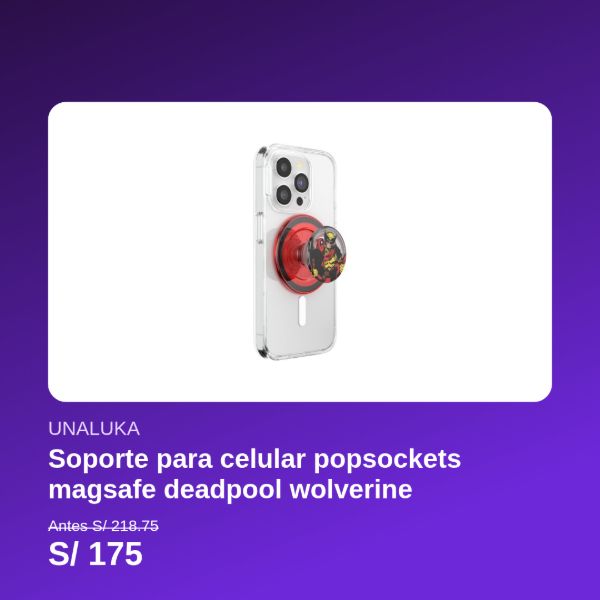 UNALUKA
Soporte para celular popsockets
magsafe deadpool wolverine
Antes S/ 218.75
S/ 175